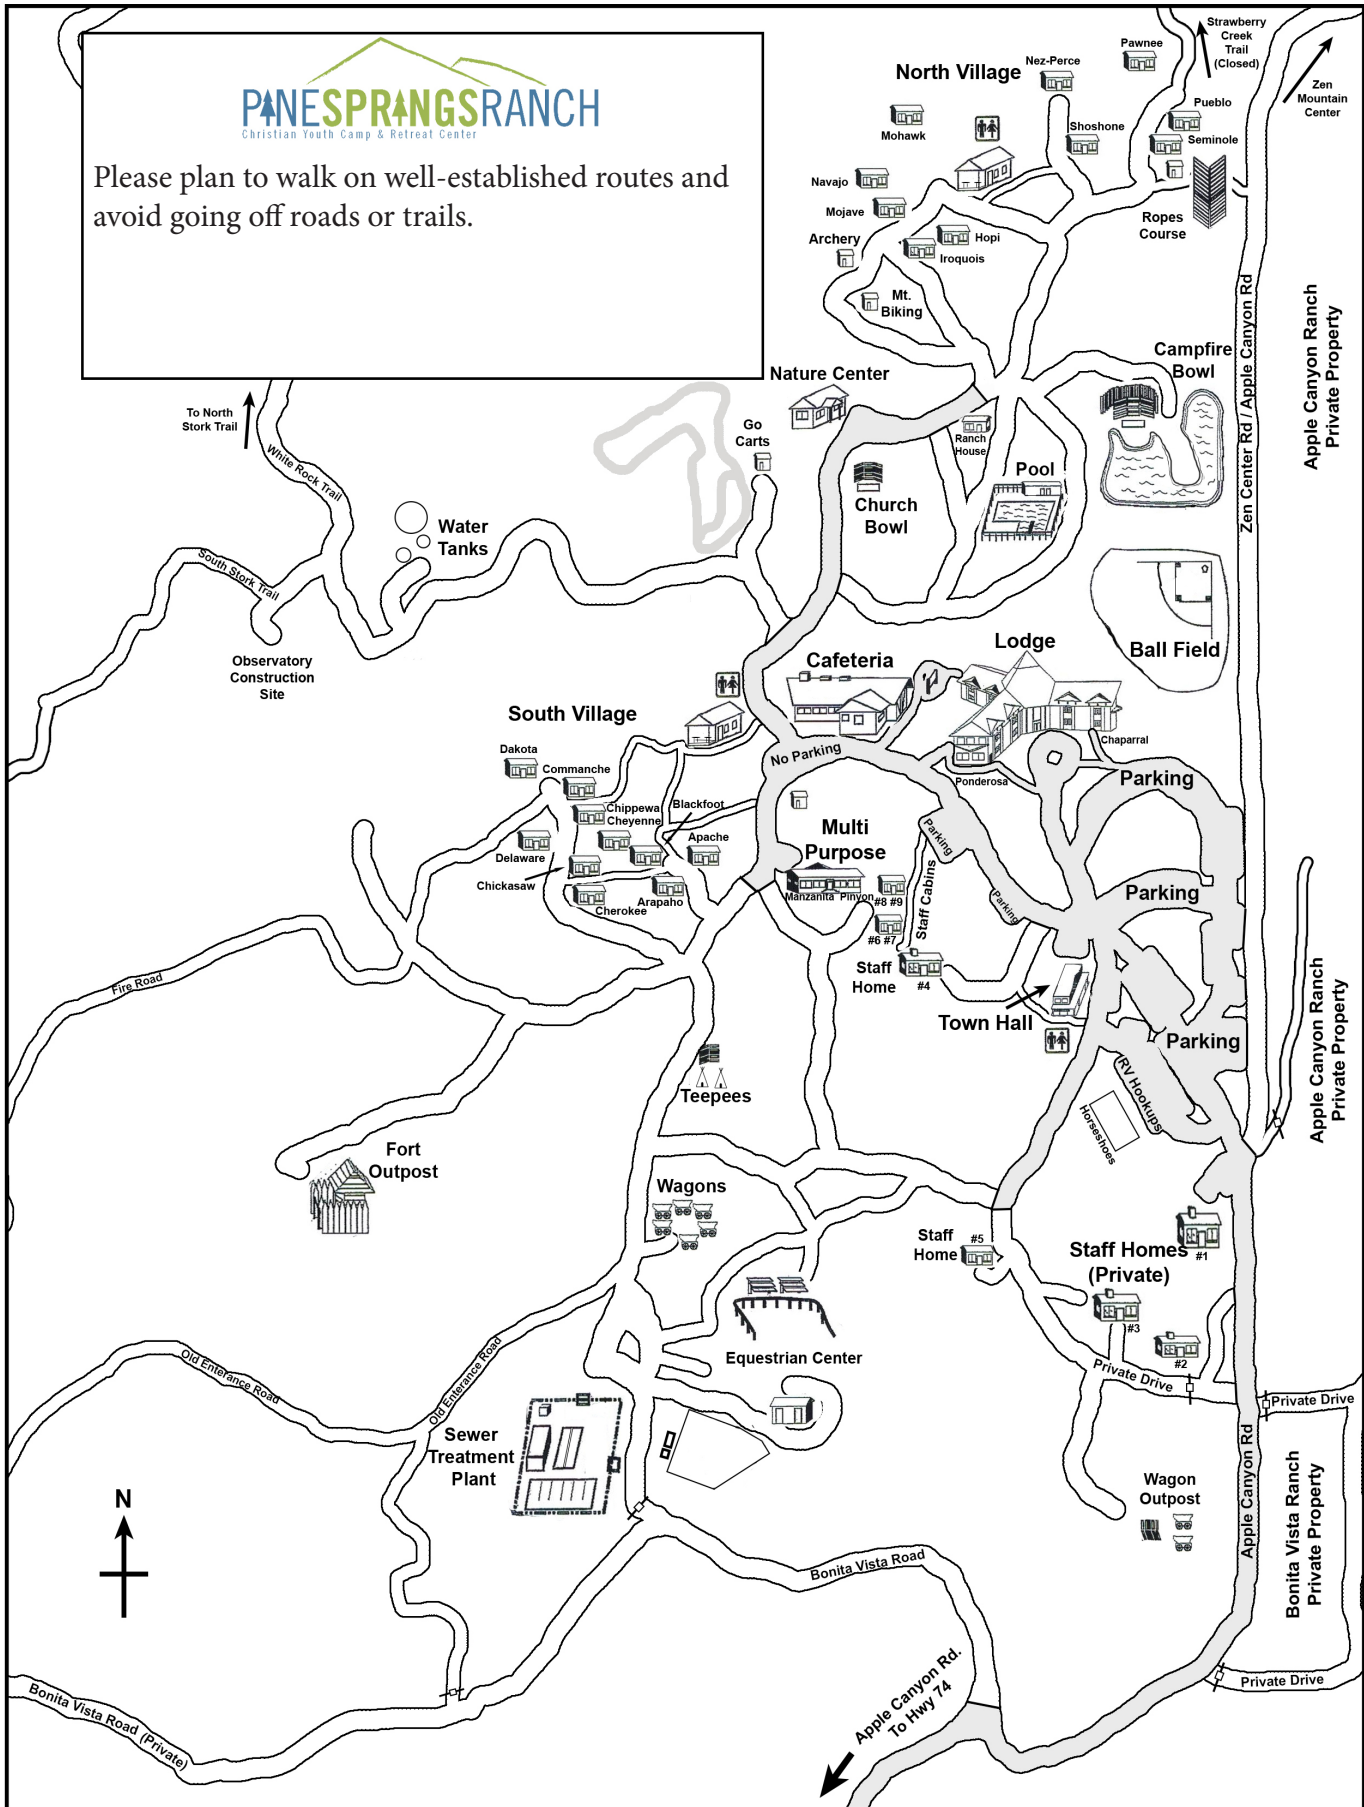 PINESPRINGSRANCH
Christian Youth Camp & Retreat Center
Please plan to walk on well-established routes and
avoid going off roads or trails.
Strawberry
Creek
Trail
(Closed)
Zen
Mountain
Center
North Village
Nez-Perce
Pawnee
Mohawk
Shoshone
Pueblo
Seminole
Navajo
Mojave
Archery
Hopi
Iroquois
Ropes
Course
Mt.
Biking
Zen Center Rd / Apple Canyon Rd
Apple Canyon Ranch
Private Property
Campfire
Bowl
Nature Center
To North
Stork Trail
White Rock Trail
Go
Carts
Ranch
House
Pool
Church
Bowl
Water
Tanks
South Stork Trail
Observatory
Construction
Site
Ball Field
Lodge
Cafeteria
South Village
Chaparral
No Parking
Ponderosa
Parking
Dakota
Commanche
Chippewa
Cheyenne
Blackfoot
Apache
Delaware
Chickasaw
Cherokee
Arapaho
Multi
Purpose
Manzanita
Pinyon
#8 #9
#6 #7
Staff Cabins
Parking
Parking
Parking
Staff
Home
#4
Town Hall
Parking
Apple Canyon Ranch
Private Property
Fire Road
Teepees
RV Hookups
Horseshoes
Fort
Outpost
Wagons
Staff
Home
#5
Staff Homes
(Private)
#1
#3
#2
Equestrian Center
Private Drive
Private Drive
Old Enterance Road
Old Enterance Road
Sewer
Treatment
Plant
Wagon
Outpost
Apple Canyon Rd
Bonita Vista Ranch
Private Property
N
Bonita Vista Road
Private Drive
Apple Canyon Rd.
To Hwy 74
Bonita Vista Road (Private)